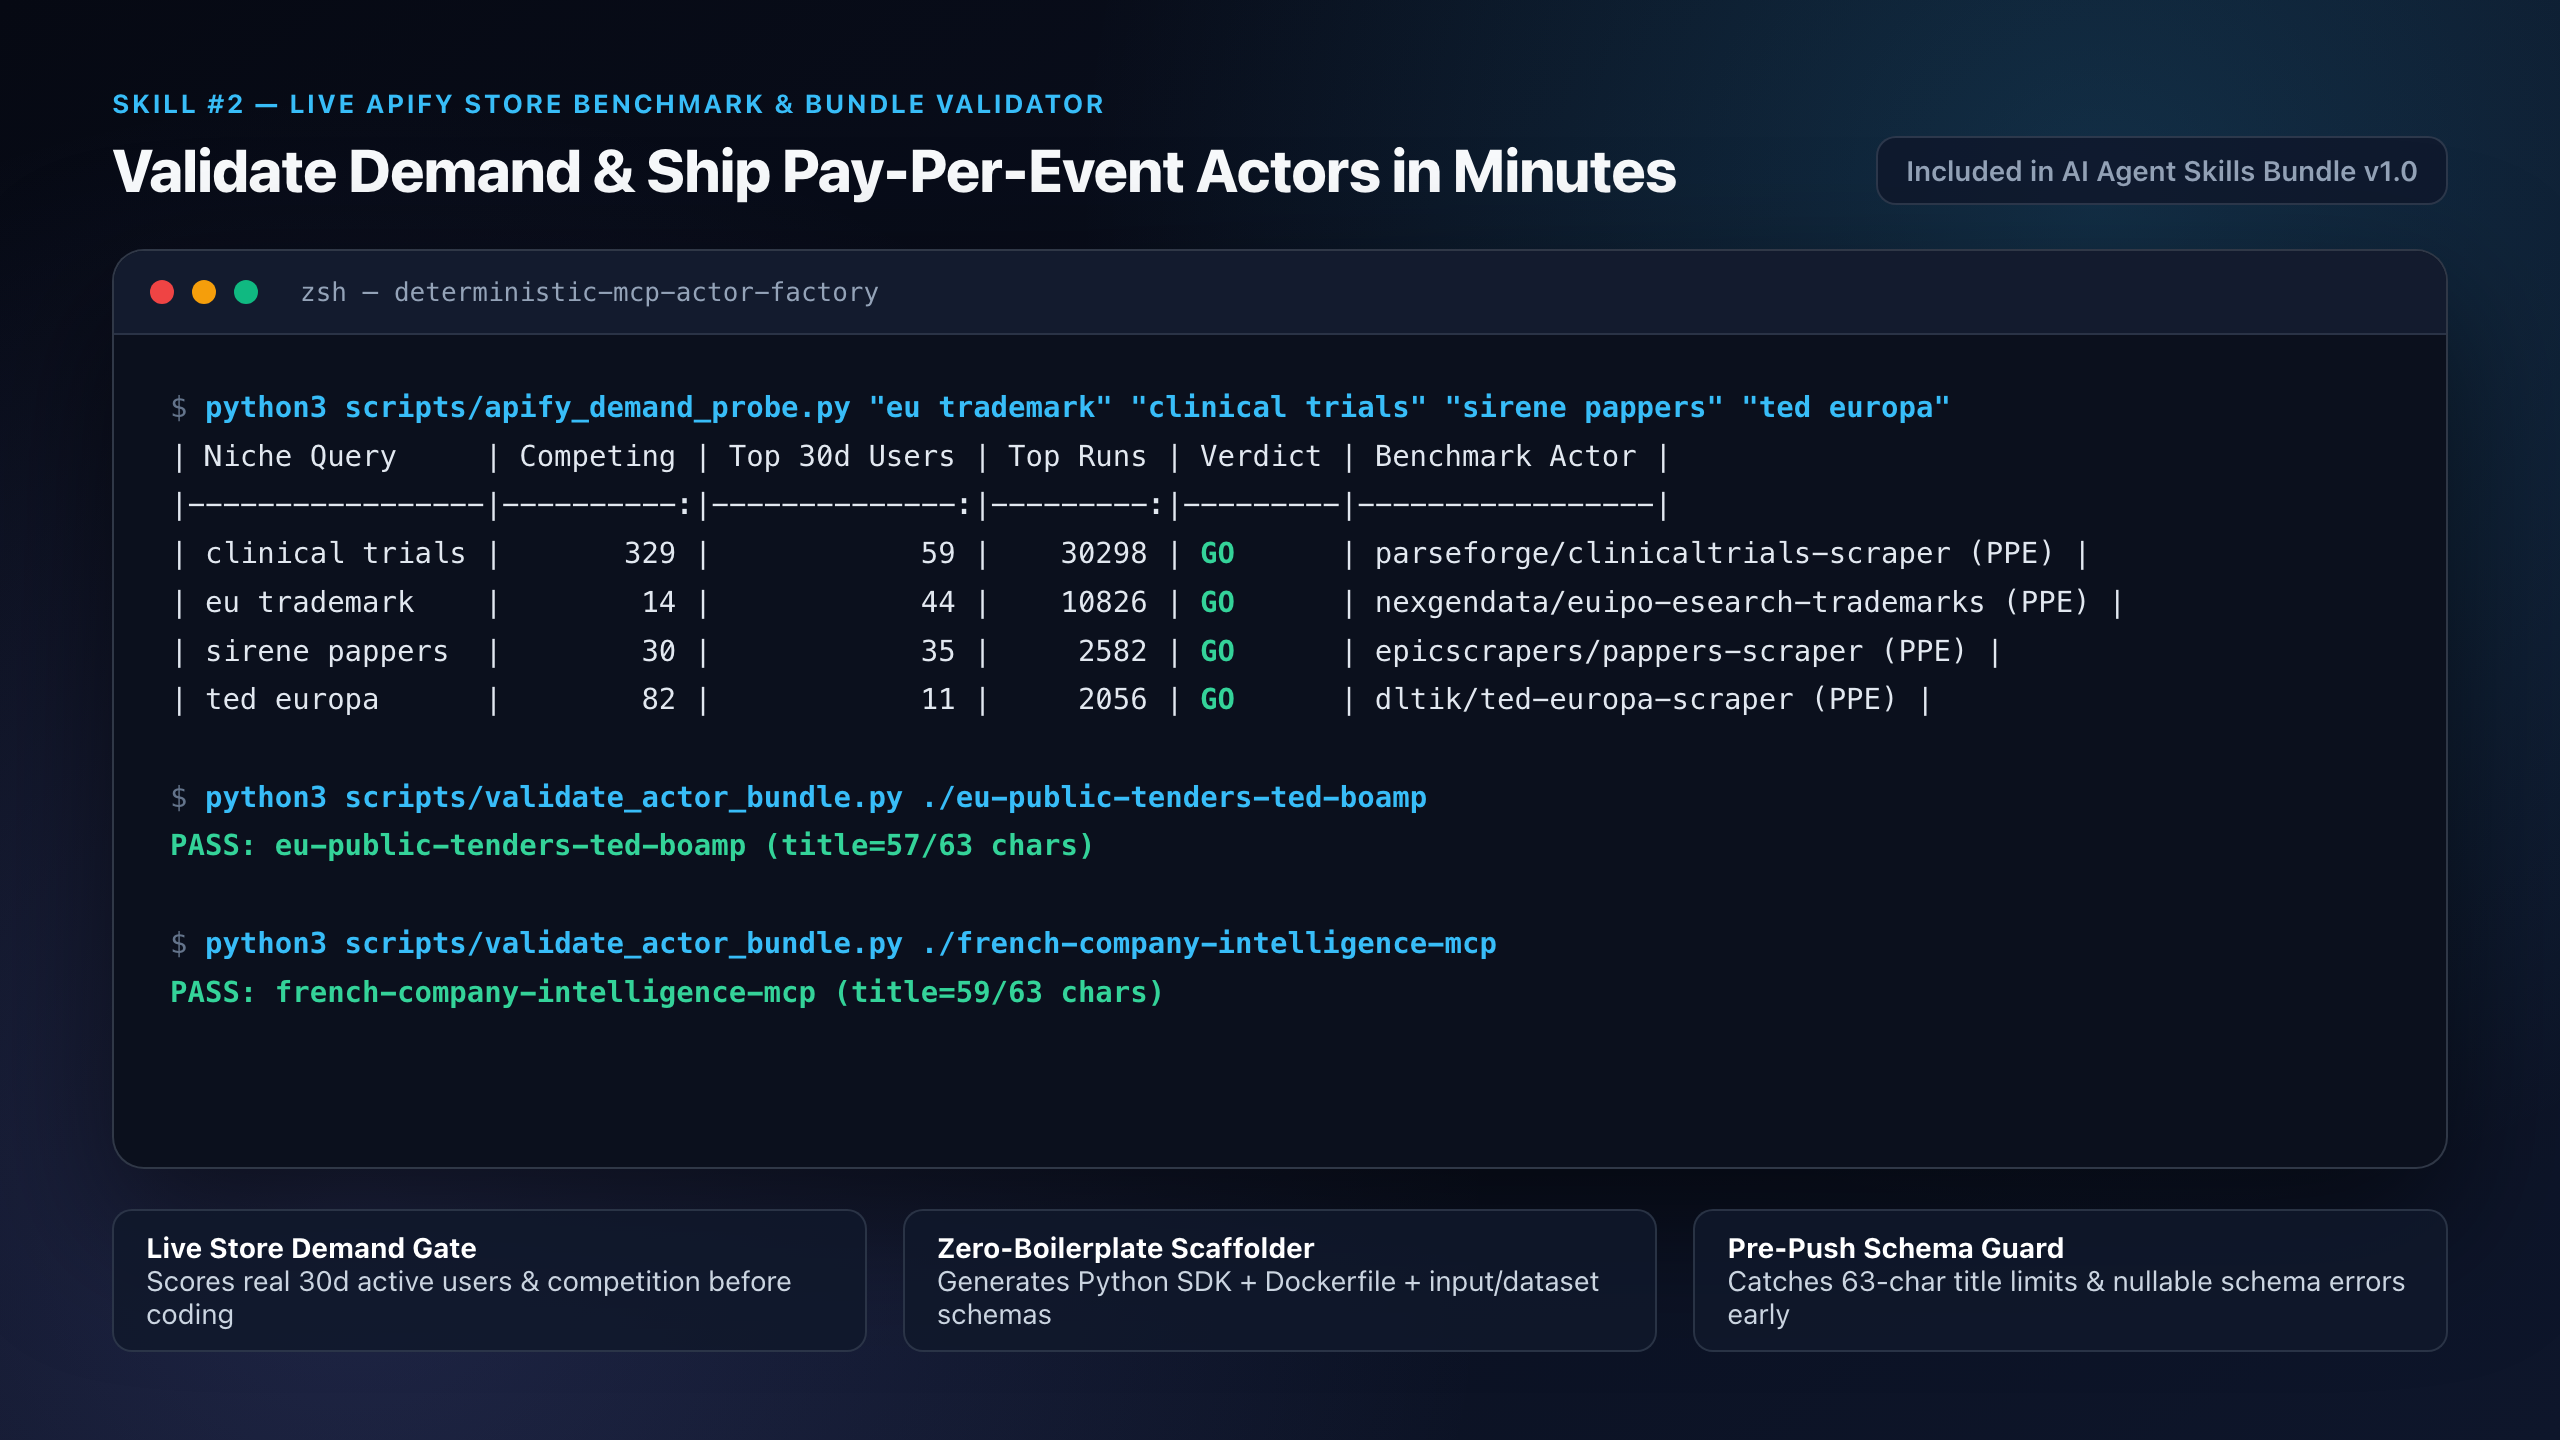 SKILL #2 — LIVE APIFY STORE BENCHMARK & BUNDLE VALIDATOR
Validate Demand & Ship Pay-Per-Event Actors in Minutes
Included in AI Agent Skills Bundle v1.0
zsh — deterministic-mcp-actor-factory
$ python3 scripts/apify_demand_probe.py "eu trademark" "clinical trials" "sirene pappers" "ted europa"
| Niche Query     | Competing | Top 30d Users | Top Runs | Verdict | Benchmark Actor |
|-----------------|----------:|--------------:|---------:|---------|-----------------|
| clinical trials |       329 |            59 |    30298 | GO      | parseforge/clinicaltrials-scraper (PPE) |
| eu trademark    |        14 |            44 |    10826 | GO      | nexgendata/euipo-esearch-trademarks (PPE) |
| sirene pappers  |        30 |            35 |     2582 | GO      | epicscrapers/pappers-scraper (PPE) |
| ted europa      |        82 |            11 |     2056 | GO      | dltik/ted-europa-scraper (PPE) |
$ python3 scripts/validate_actor_bundle.py ./eu-public-tenders-ted-boamp
PASS: eu-public-tenders-ted-boamp (title=57/63 chars)
$ python3 scripts/validate_actor_bundle.py ./french-company-intelligence-mcp
PASS: french-company-intelligence-mcp (title=59/63 chars)
Live Store Demand Gate
Scores real 30d active users & competition before
coding
Zero-Boilerplate Scaffolder
Generates Python SDK + Dockerfile + input/dataset
schemas
Pre-Push Schema Guard
Catches 63-char title limits & nullable schema errors
early